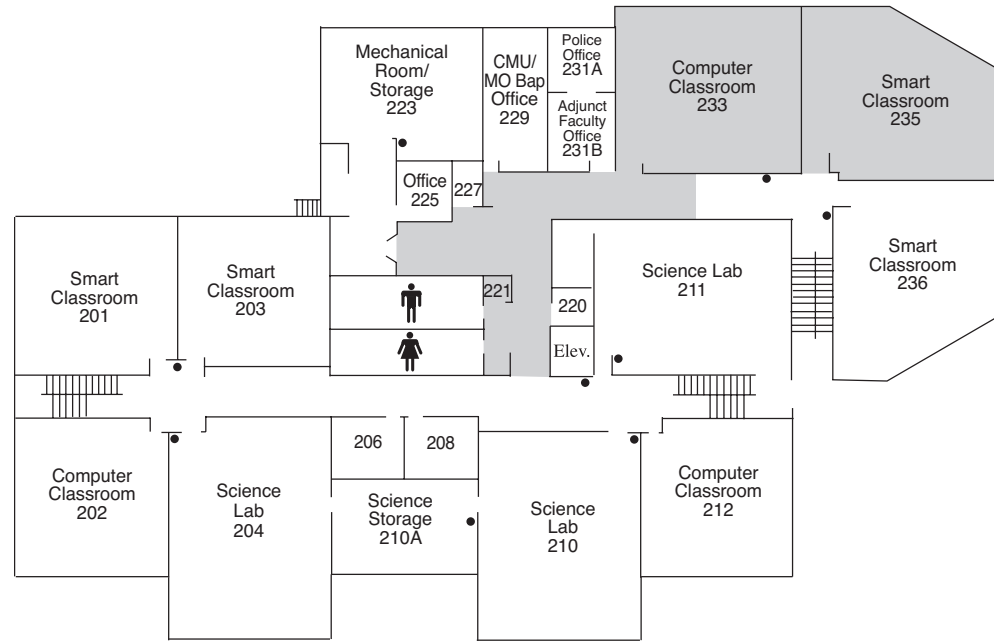 Mechanical
Room/
Storage
223
CMU/
MO Bap
Office
229
Police
Office
231A
Adjunct
Faculty
Office
231B
Computer
Classroom
233
Smart
Classroom
235
Office
225
227
Smart
Classroom
201
Smart
Classroom
203
221
220
Elev.
Science Lab
211
Smart
Classroom
236
Computer
Classroom
202
Science
Lab
204
206
208
Science
Storage
210A
Science
Lab
210
Computer
Classroom
212